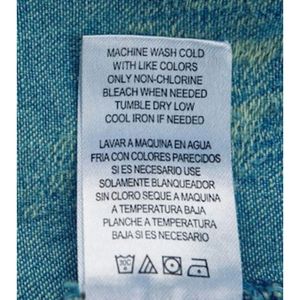 MACHINE WASH COLD
WITH LIKE COLORS
ONLY NON-CHLORINE
BLEACH WHEN NEEDED
TUMBLE DRY LOW
COOL IRON IF NEEDED
LAVAR A MAQUINA EN AGUA
FRIA CON COLORES PARECIDOS
SI ES NECESARIO USE
SOLAMENTE BLANQUEADOR
SIN CLORO SEQUE A MAQUINA
A TEMPERATURA BAJA
PLANCHE A TEMPERATURA
BAJA SI ES NECESARIO